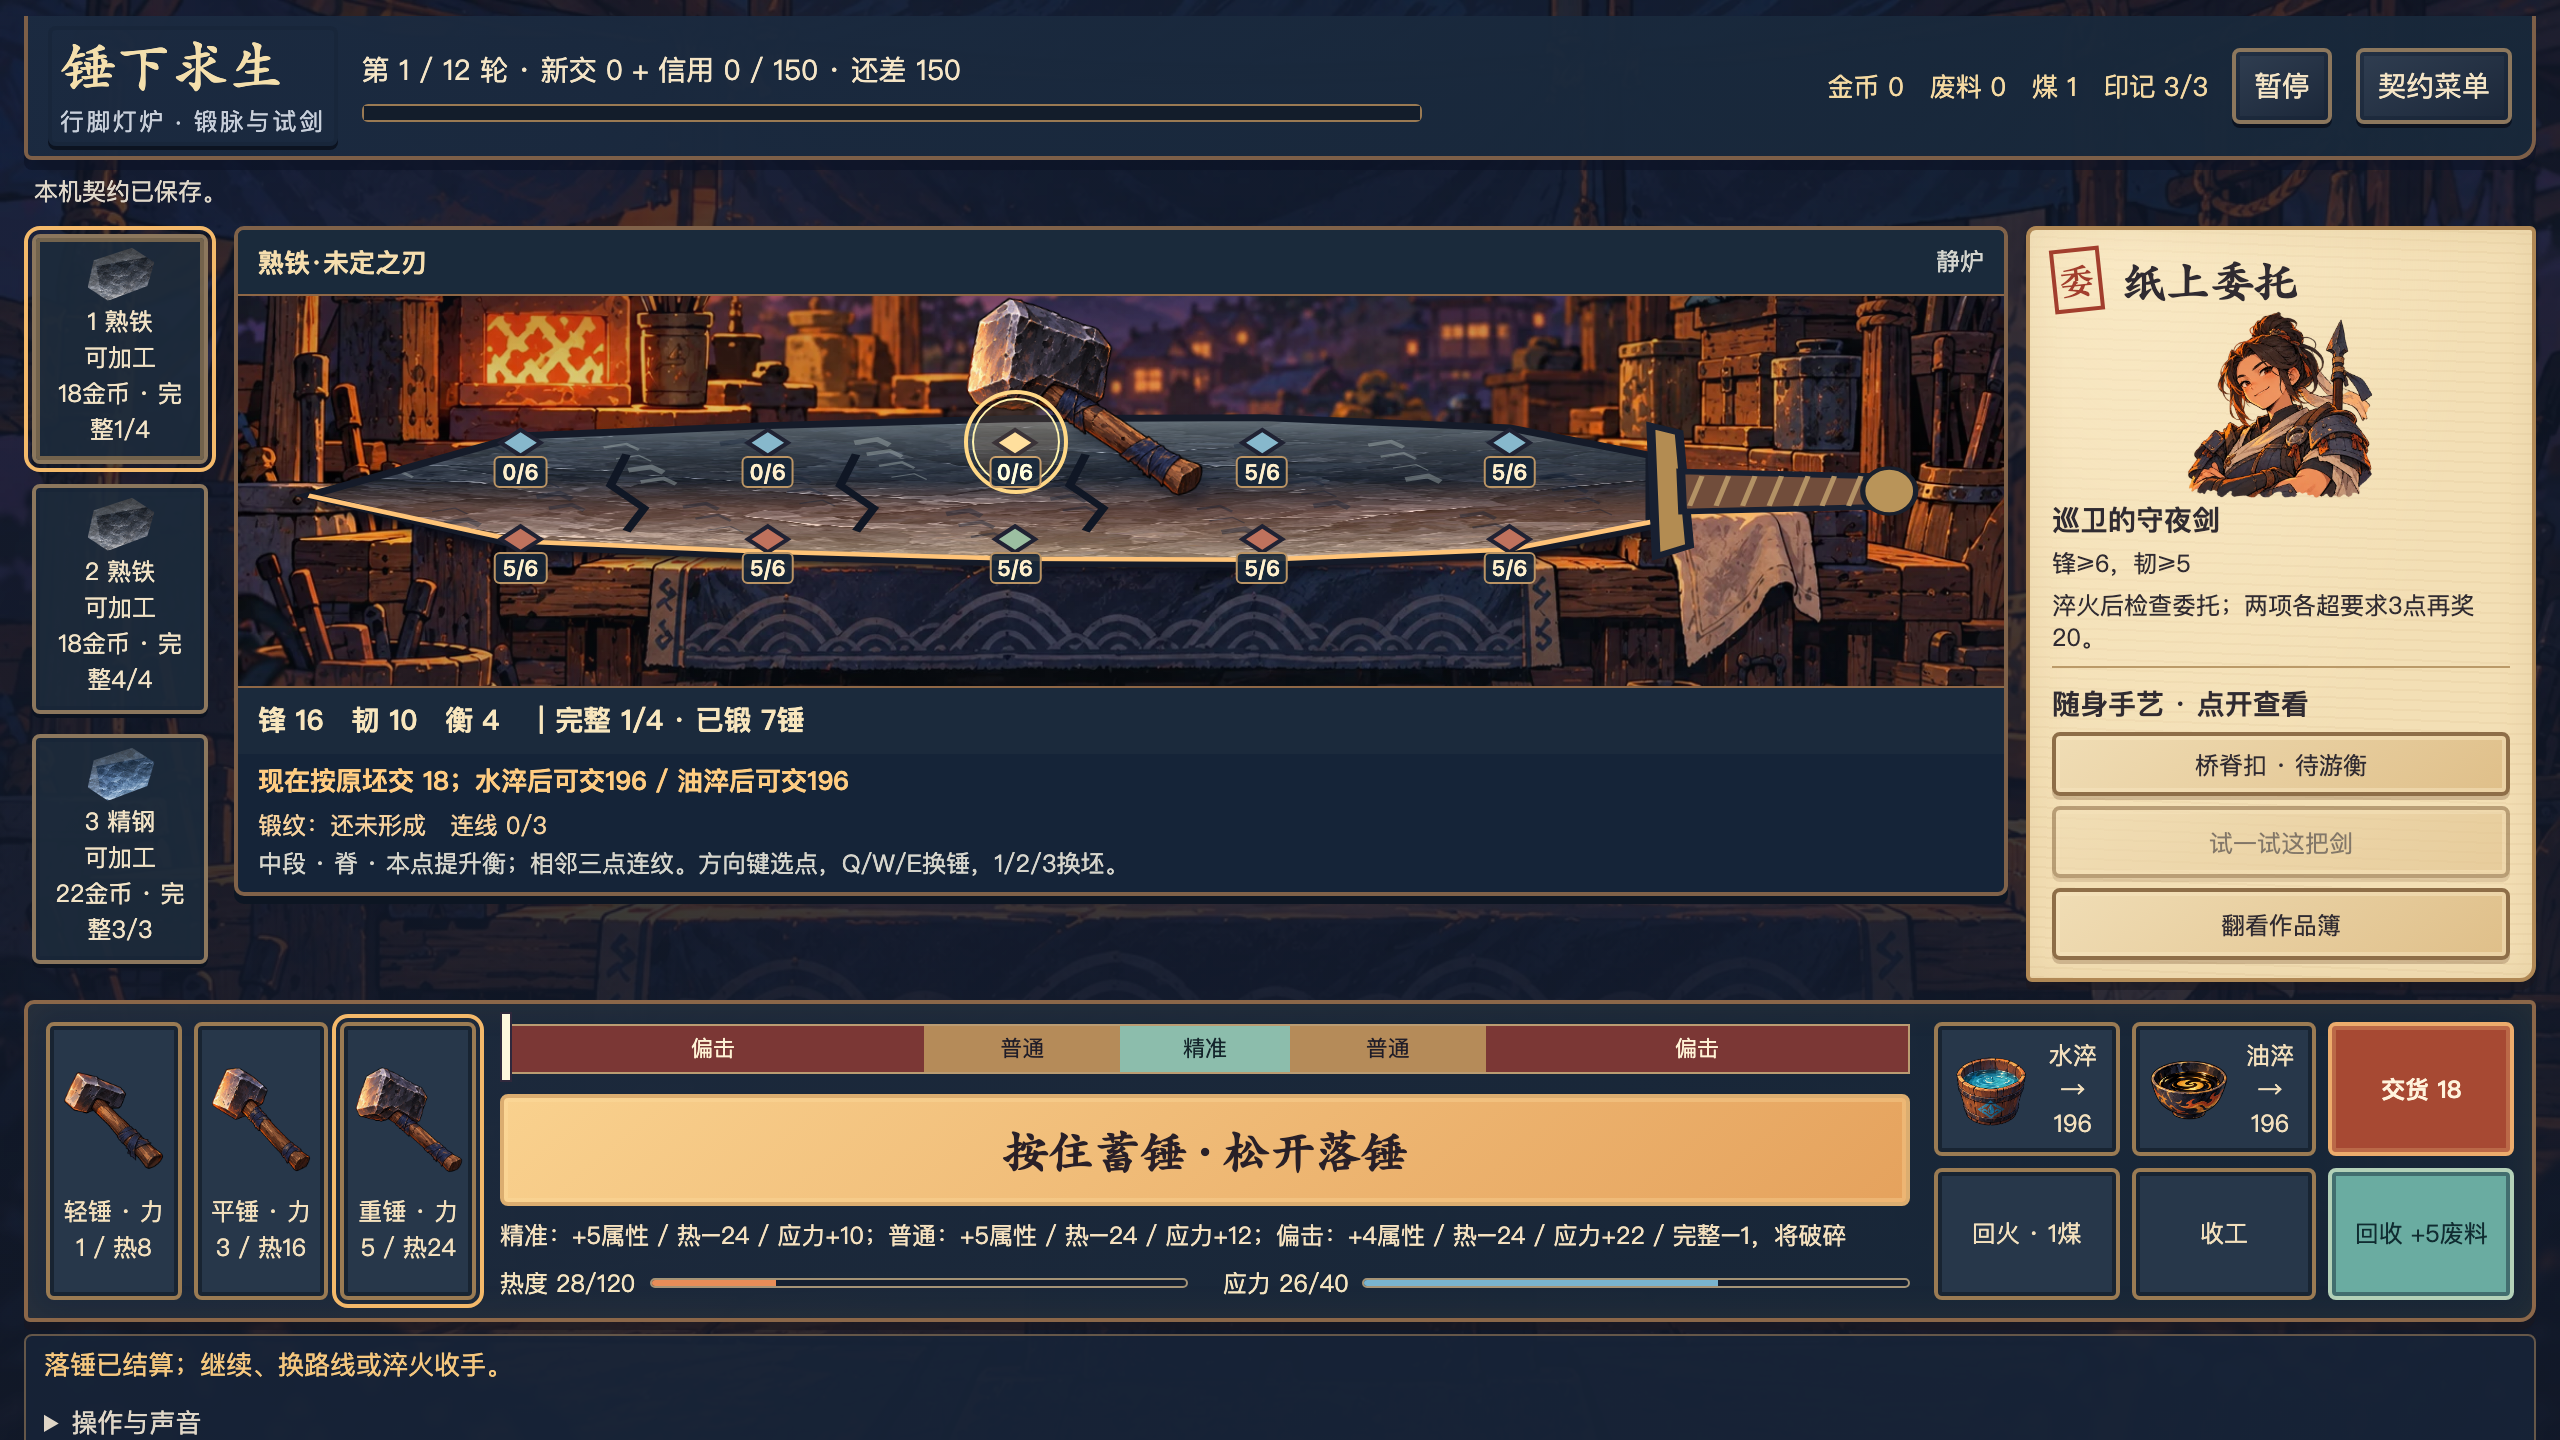 锤下求生
行脚灯炉 · 锻脉与试剑
第 1 / 12 轮 · 新交 0 + 信用 0 / 150 · 还差 150
金币 0 废料 0 煤 1 印记 3/3
暂停
契约菜单
本机契约已保存。
1 熟铁
可加工
18金币 · 完
整1/4
2 熟铁
可加工
18金币 · 完
整4/4
3 精钢
可加工
22金币 · 完
整3/3
熟铁·未定之刃
静炉
0/6
0/6
0/6
5/6
5/6
5/6
5/6
5/6
5/6
5/6
锋 16 韧 10 衡 4 | 完整 1/4 · 已锻 7锤
现在按原坯交 18；水淬后可交196 / 油淬后可交196
锻纹：还未形成 连线 0/3
中段 · 脊 · 本点提升衡；相邻三点连纹。方向键选点，Q/W/E换锤，1/2/3换坯。
委
纸上委托
巡卫的守夜剑
锋≥6，韧≥5
淬火后检查委托；两项各超要求3点再奖
20。
随身手艺 · 点开查看
桥脊扣 · 待游衡
试一试这把剑
翻看作品簿
轻锤 · 力
1 / 热8
平锤 · 力
3 / 热16
重锤 · 力
5 / 热24
偏击
普通
精准
普通
偏击
按住蓄锤·松开落锤
精准：+5属性 / 热−24 / 应力+10；普通：+5属性 / 热−24 / 应力+12；偏击：+4属性 / 热−24 / 应力+22 / 完整−1，将破碎
热度 28/120
应力 26/40
水淬
→
196
油淬
→
196
交货 18
回火 · 1煤
收工
回收 +5废料
落锤已结算；继续、换路线或淬火收手。
▶ 操作与声音